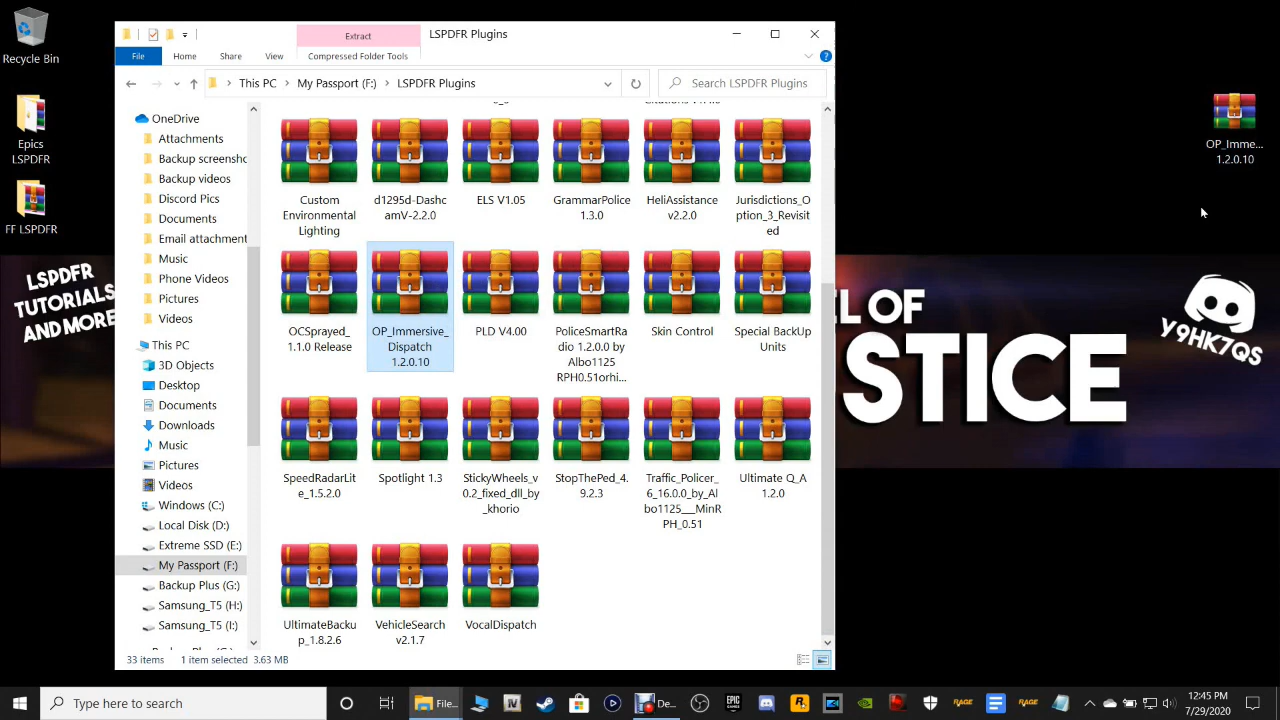 Recycle Bin
Epics
LSPDFR
FF LSPDFR
LSPDFR
TUTORIALS
AND MORE
Extract
LSPDFR Plugins
File
Home
Share
View
Compressed Folder Tools
This PC
My Passport (F:)
LSPDFR Plugins
Search LSPDFR Plugins
OneDrive
Attachments
Backup screensho
Backup videos
Discord Pics
Documents
Email attachment
Music
Phone Videos
Pictures
Videos
This PC
3D Objects
Desktop
Documents
Downloads
Music
Pictures
Videos
Windows (C:)
Local Disk (D:)
Extreme SSD (E:)
My Passport (F:)
Backup Plus (G:)
Samsung_T5 (H:)
Samsung_T5 (I:)
Custom
Environmental
Lighting
d1295d-Dashc
amV-2.2.0
ELS V1.05
GrammarPolice
1.3.0
HeliAssistance
v2.2.0
Jurisdictions_O
ption_3_Revisit
ed
OCSprayed_
1.1.0 Release
OP_Immersive_
Dispatch
1.2.0.10
PLD V4.00
PoliceSmartRa
dio 1.2.0.0 by
Albo1125
RPH0.51orhi...
Skin Control
Special BackUp
Units
SpeedRadarLit
e_1.5.2.0
Spotlight 1.3
StickyWheels_v
0.2_fixed_dll_by
_khorio
StopThePed_4.
9.2.3
Traffic_Policer_
6_16.0.0_by_Al
bo1125___MinR
PH_0.51
Ultimate Q_A
1.2.0
UltimateBacku
p_1.8.2.6
VehicleSearch
v2.1.7
VocalDispatch
33 items
1 item selected
3.63 MB
OP_Imme...
1.2.0.10
EL OF
STICE
Y9HK7QS
Type here to search
File...
IV
EPIC
GAMES
De...
R
RAGE
RAGE
12:45 PM
7/29/2020